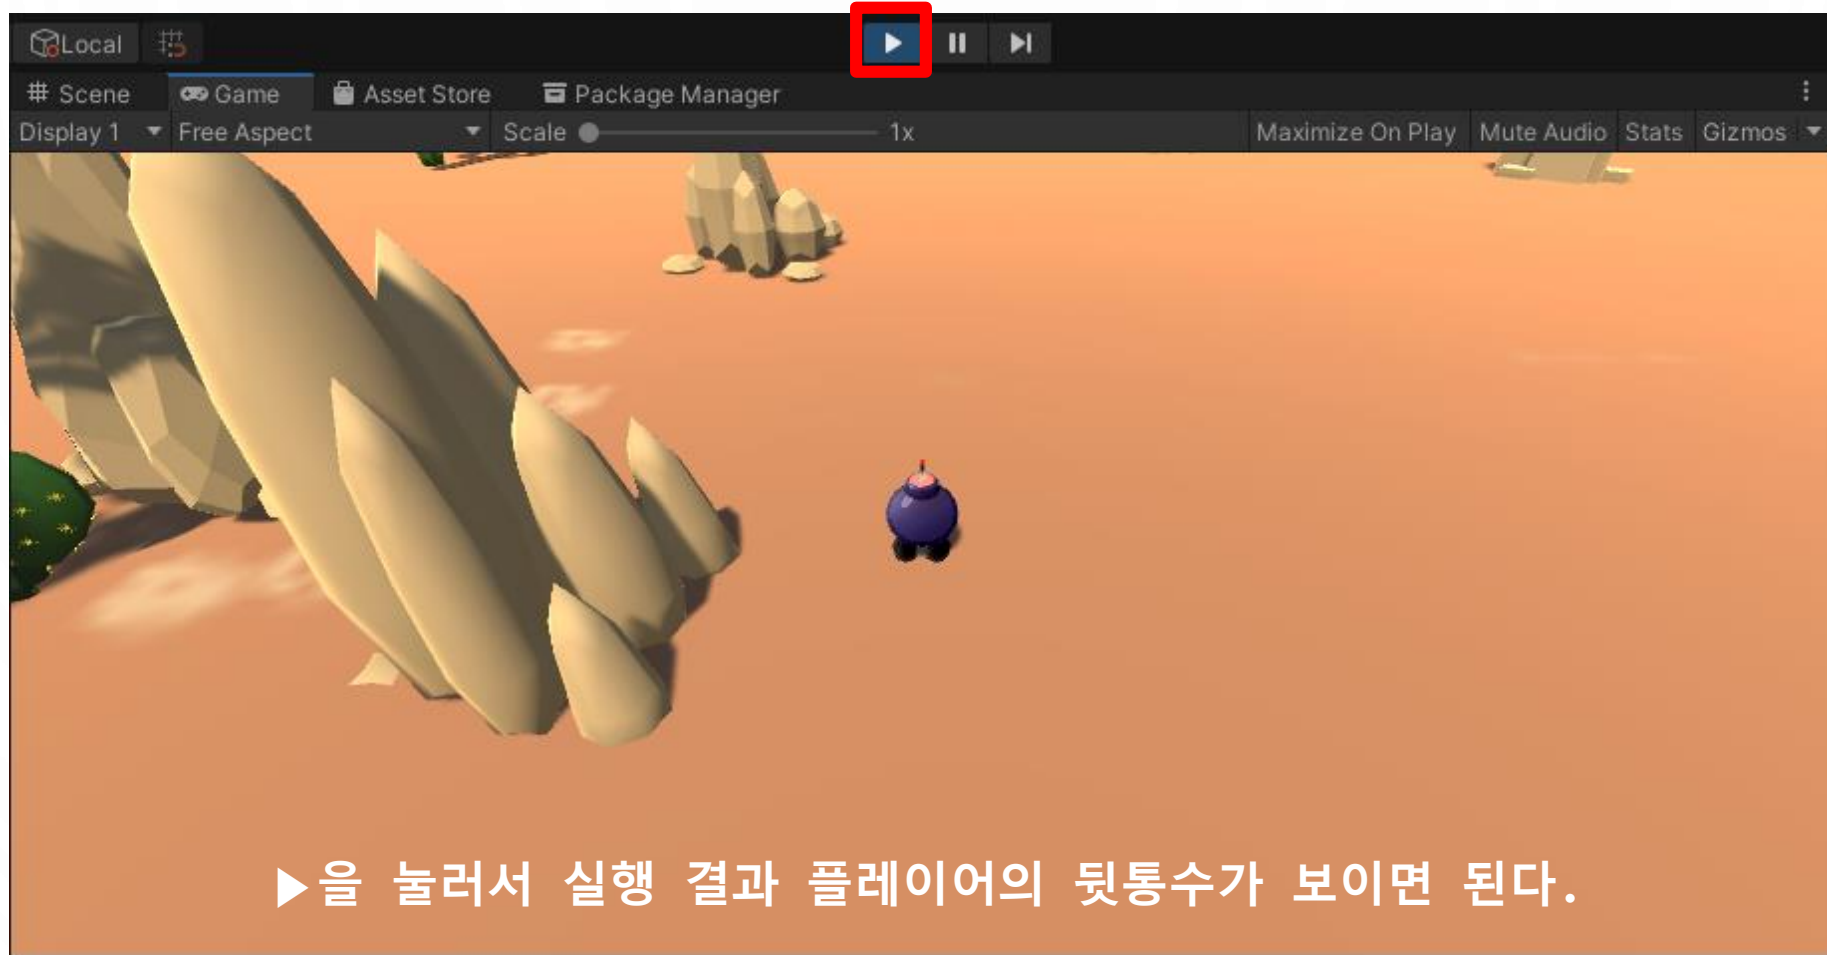 Local
# Scene Game Asset Store Package Manager
Display 1 Free Aspect Scale 1x Maximize On Play Mute Audio Stats Gizmos
▶을 눌러서 실행 결과 플레이어의 뒷통수가 보이면 된다.